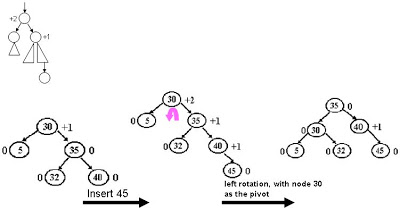 +2
+1
30 +1
0 5 35 0
0 32 40 0
Insert 45
30 +2
0 5 35 +1
0 32 40 +1
45 0
left rotation, with node 30
as the pivot
35 0
0 30 40 +1
0 5 32 0 45 0